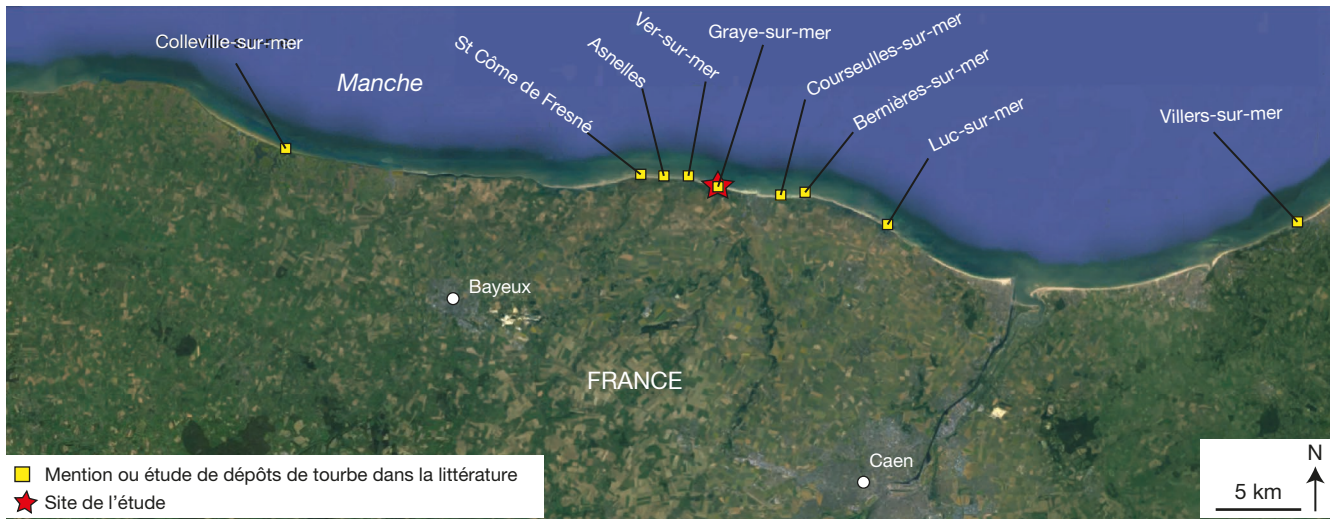 Colleville-sur-mer
Manche
St Côme de Fresné
Asnelles
Ver-sur-mer
Graye-sur-mer
Courseulles-sur-mer
Bernières-sur-mer
Luc-sur-mer
Villers-sur-mer
Bayeux
FRANCE
Caen
Mention ou étude de dépôts de tourbe dans la littérature
Site de l'étude
N
5 km